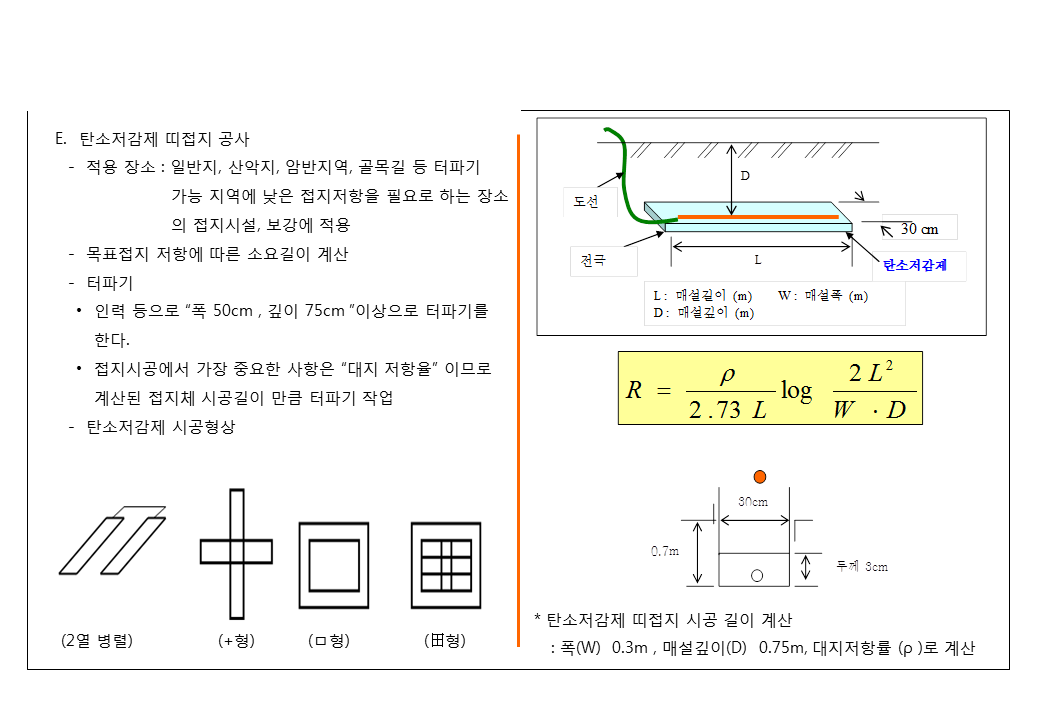 E. 탄소저감제 띠접지 공사
- 적용 장소 : 일반지, 산악지, 암반지역, 골목길 등 터파기
가능 지역에 낮은 접지저항을 필요로 하는 장소
의 접지시설, 보강에 적용
- 목표접지 저항에 따른 소요길이 계산
- 터파기
• 인력 등으로 “폭 50cm , 깊이 75cm ”이상으로 터파기를
한다.
• 접지시공에서 가장 중요한 사항은 “대지 저항율” 이므로
계산된 접지체 시공길이 만큼 터파기 작업
- 탄소저감제 시공형상
(2열 병렬) (+형) (ㅁ형) (田형)
D
도선
30 cm
전극
L
탄소저감제
L : 매설길이 (m) W : 매설폭 (m)
D : 매설깊이 (m)
R = ρ / 2.73 L log 2 L² / W · D
30cm
0.7m
두께 3cm
* 탄소저감제 띠접지 시공 길이 계산
: 폭(W) 0.3m , 매설깊이(D) 0.75m, 대지저항률 (ρ )로 계산